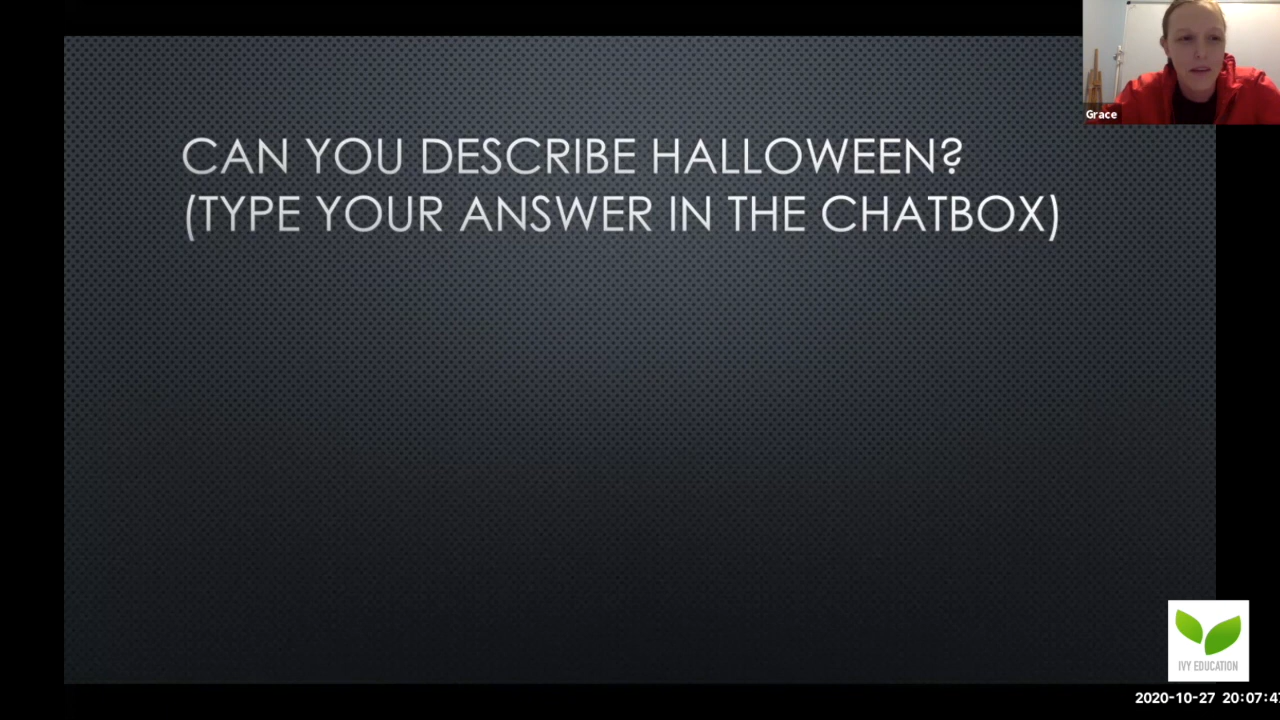 Grace
CAN YOU DESCRIBE HALLOWEEN?
(TYPE YOUR ANSWER IN THE CHATBOX)
IVY EDUCATION
2020-10-27 20:07:4